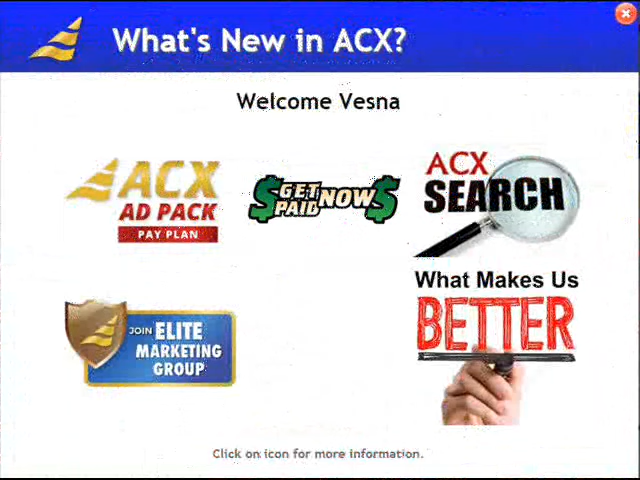 What's New in ACX?
Welcome Vesna
ACX
AD PACK
PAY PLAN
$GET PAID NOW$
ACX
SEARCH
JOIN ELITE
MARKETING
GROUP
What Makes Us
BETTER
Click on icon for more information.